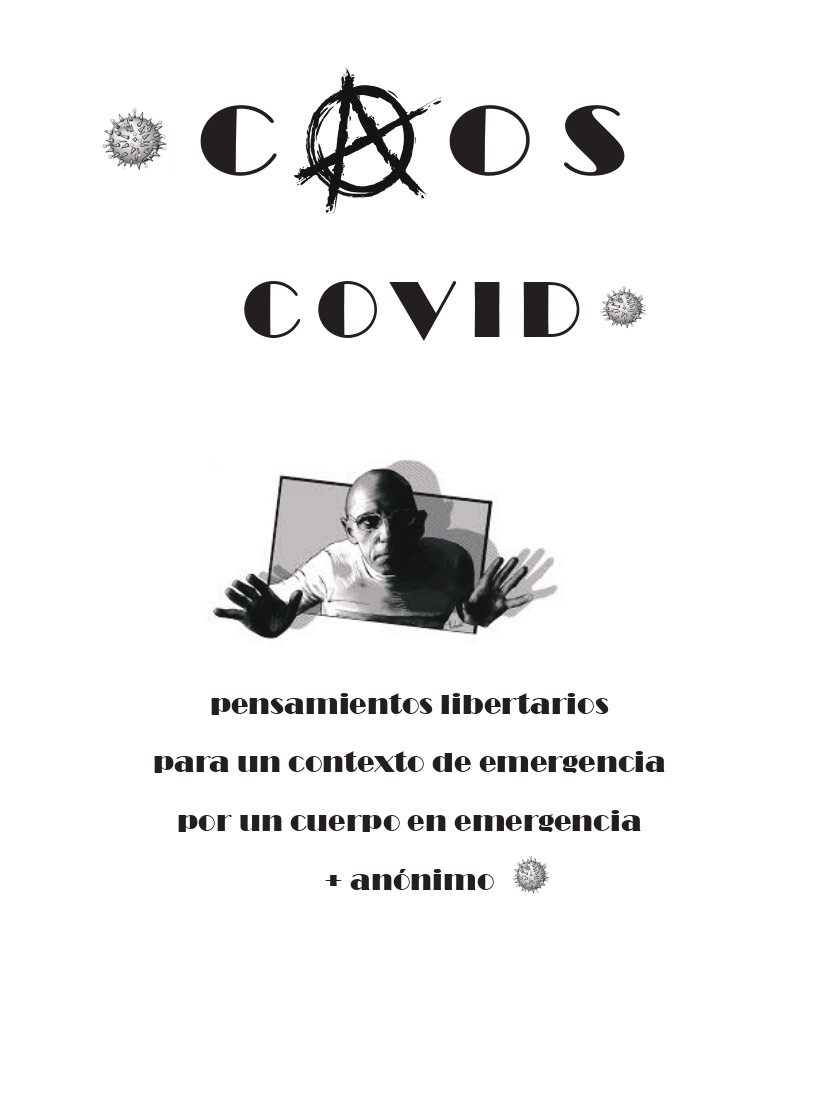 CAOS
COVID
pensamientos libertarios
para un contexto de emergencia
por un cuerpo en emergencia
+ anónimo